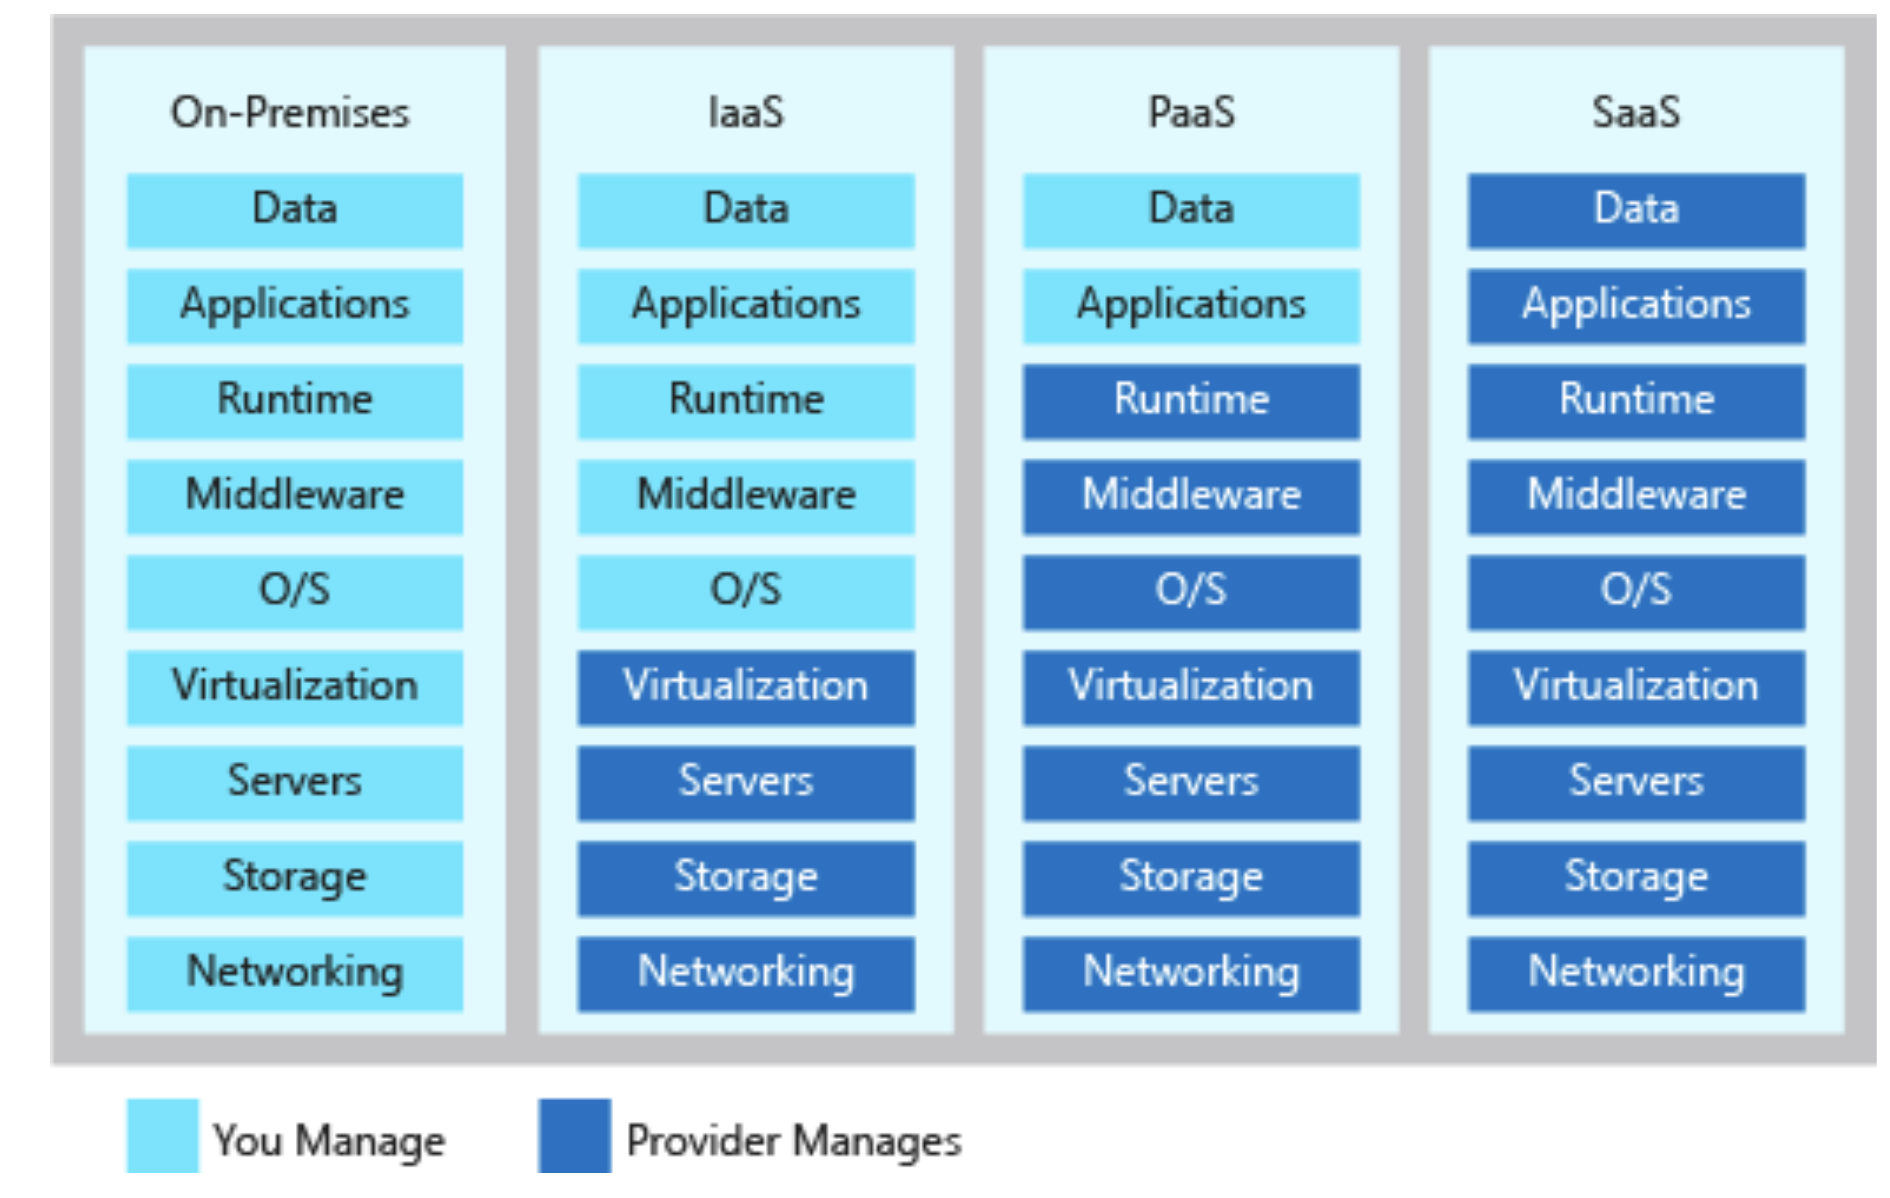 On-Premises
Data
Applications
Runtime
Middleware
O/S
Virtualization
Servers
Storage
Networking
IaaS
Data
Applications
Runtime
Middleware
O/S
Virtualization
Servers
Storage
Networking
PaaS
Data
Applications
Runtime
Middleware
O/S
Virtualization
Servers
Storage
Networking
SaaS
Data
Applications
Runtime
Middleware
O/S
Virtualization
Servers
Storage
Networking
You Manage
Provider Manages